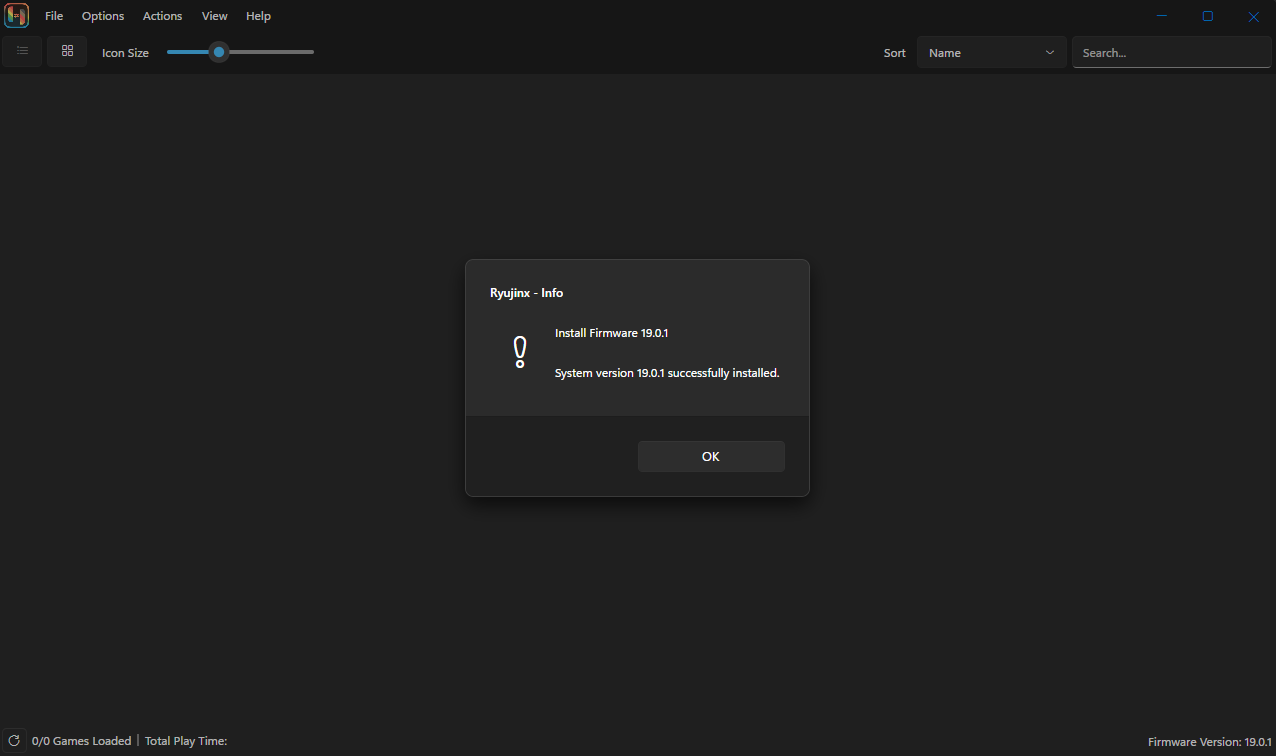 File Options Actions View Help
Icon Size Sort Name Search...
Ryujinx - Info
Install Firmware 19.0.1
System version 19.0.1 successfully installed.
OK
0/0 Games Loaded | Total Play Time: Firmware Version: 19.0.1